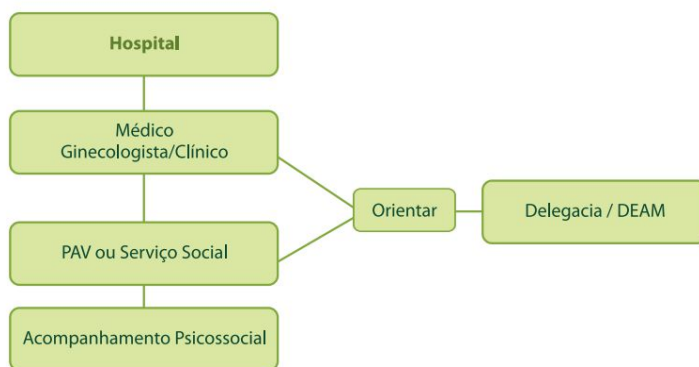 Hospital
Médico
Ginecologista/Clínico
Orientar
Delegacia / DEAM
PAV ou Serviço Social
Acompanhamento Psicossocial